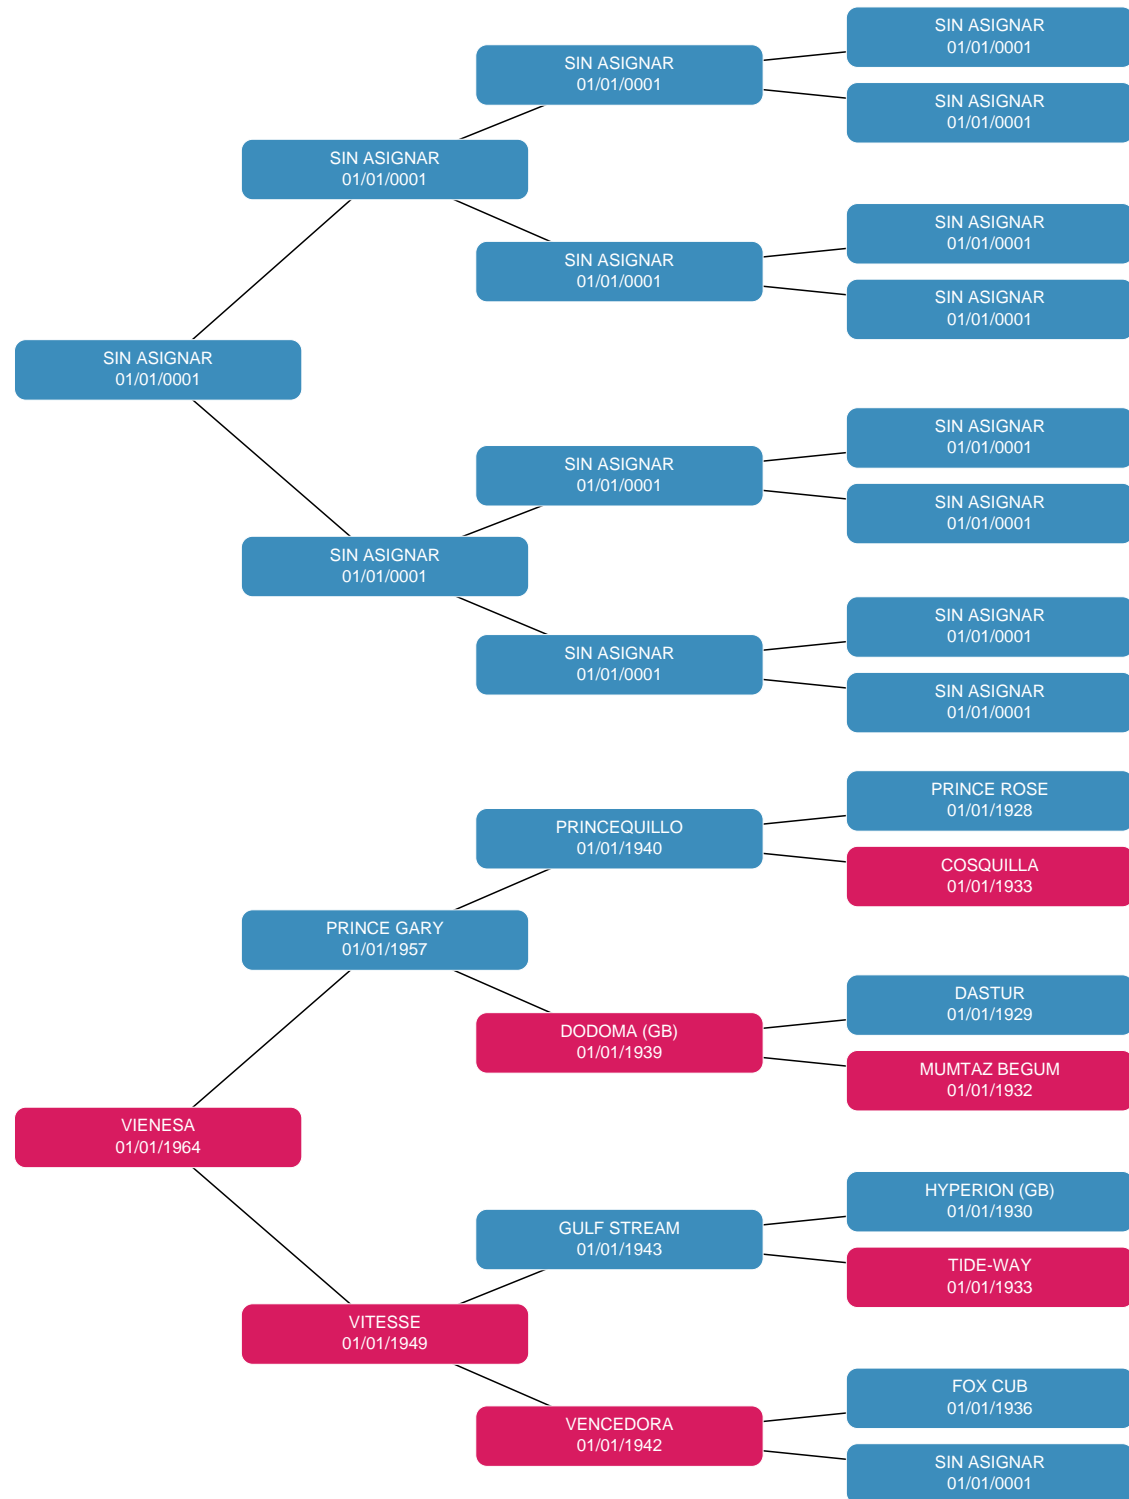 SIN ASIGNAR
01/01/0001
SIN ASIGNAR
01/01/0001
SIN ASIGNAR
01/01/0001
SIN ASIGNAR
01/01/0001
SIN ASIGNAR
01/01/0001
SIN ASIGNAR
01/01/0001
SIN ASIGNAR
01/01/0001
SIN ASIGNAR
01/01/0001
SIN ASIGNAR
01/01/0001
SIN ASIGNAR
01/01/0001
SIN ASIGNAR
01/01/0001
SIN ASIGNAR
01/01/0001
SIN ASIGNAR
01/01/0001
SIN ASIGNAR
01/01/0001
SIN ASIGNAR
01/01/0001
PRINCE ROSE
01/01/1928
PRINCEQUILLO
01/01/1940
COSQUILLA
01/01/1933
PRINCE GARY
01/01/1957
DASTUR
01/01/1929
DODOMA (GB)
01/01/1939
MUMTAZ BEGUM
01/01/1932
VIENESA
01/01/1964
HYPERION (GB)
01/01/1930
GULF STREAM
01/01/1943
TIDE-WAY
01/01/1933
VITESSE
01/01/1949
FOX CUB
01/01/1936
VENCEDORA
01/01/1942
SIN ASIGNAR
01/01/0001